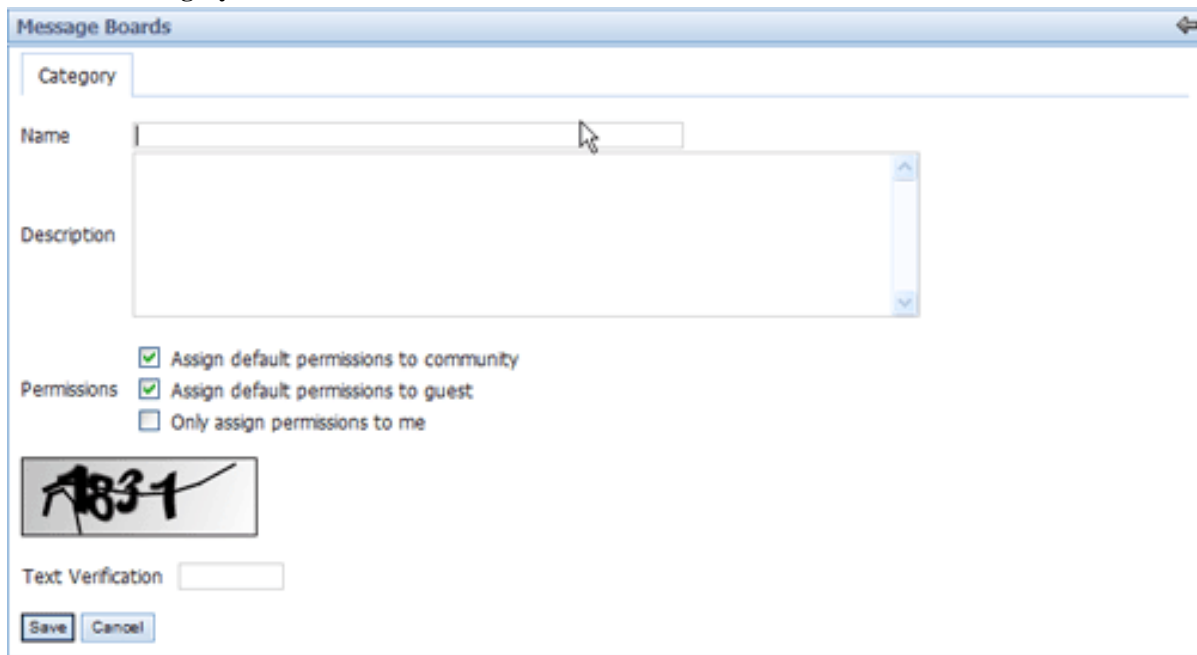 Message Boards
Category
Name
Description
Assign default permissions to community
Permissions
Assign default permissions to guest
Only assign permissions to me
Text Verification
Save Cancel